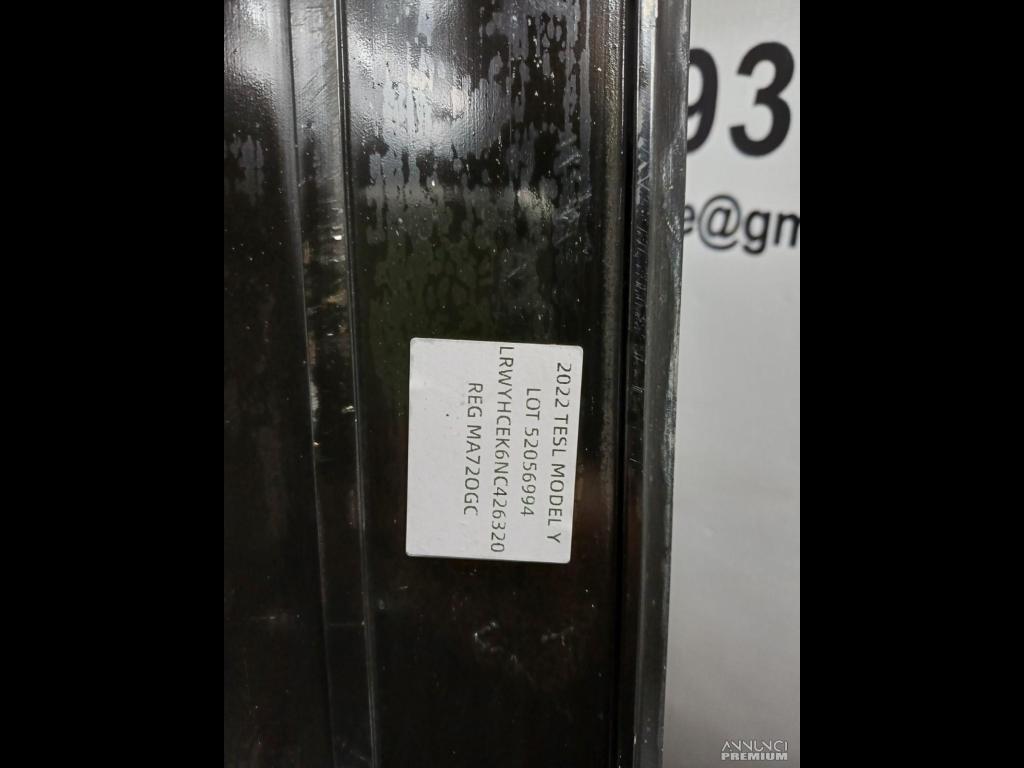 2022 TESL MODEL Y
LOT 52056994
LRWYHCEK6NC426320
REG MA72OGC
93
e@gm
ANNUNCI
PREMIUM